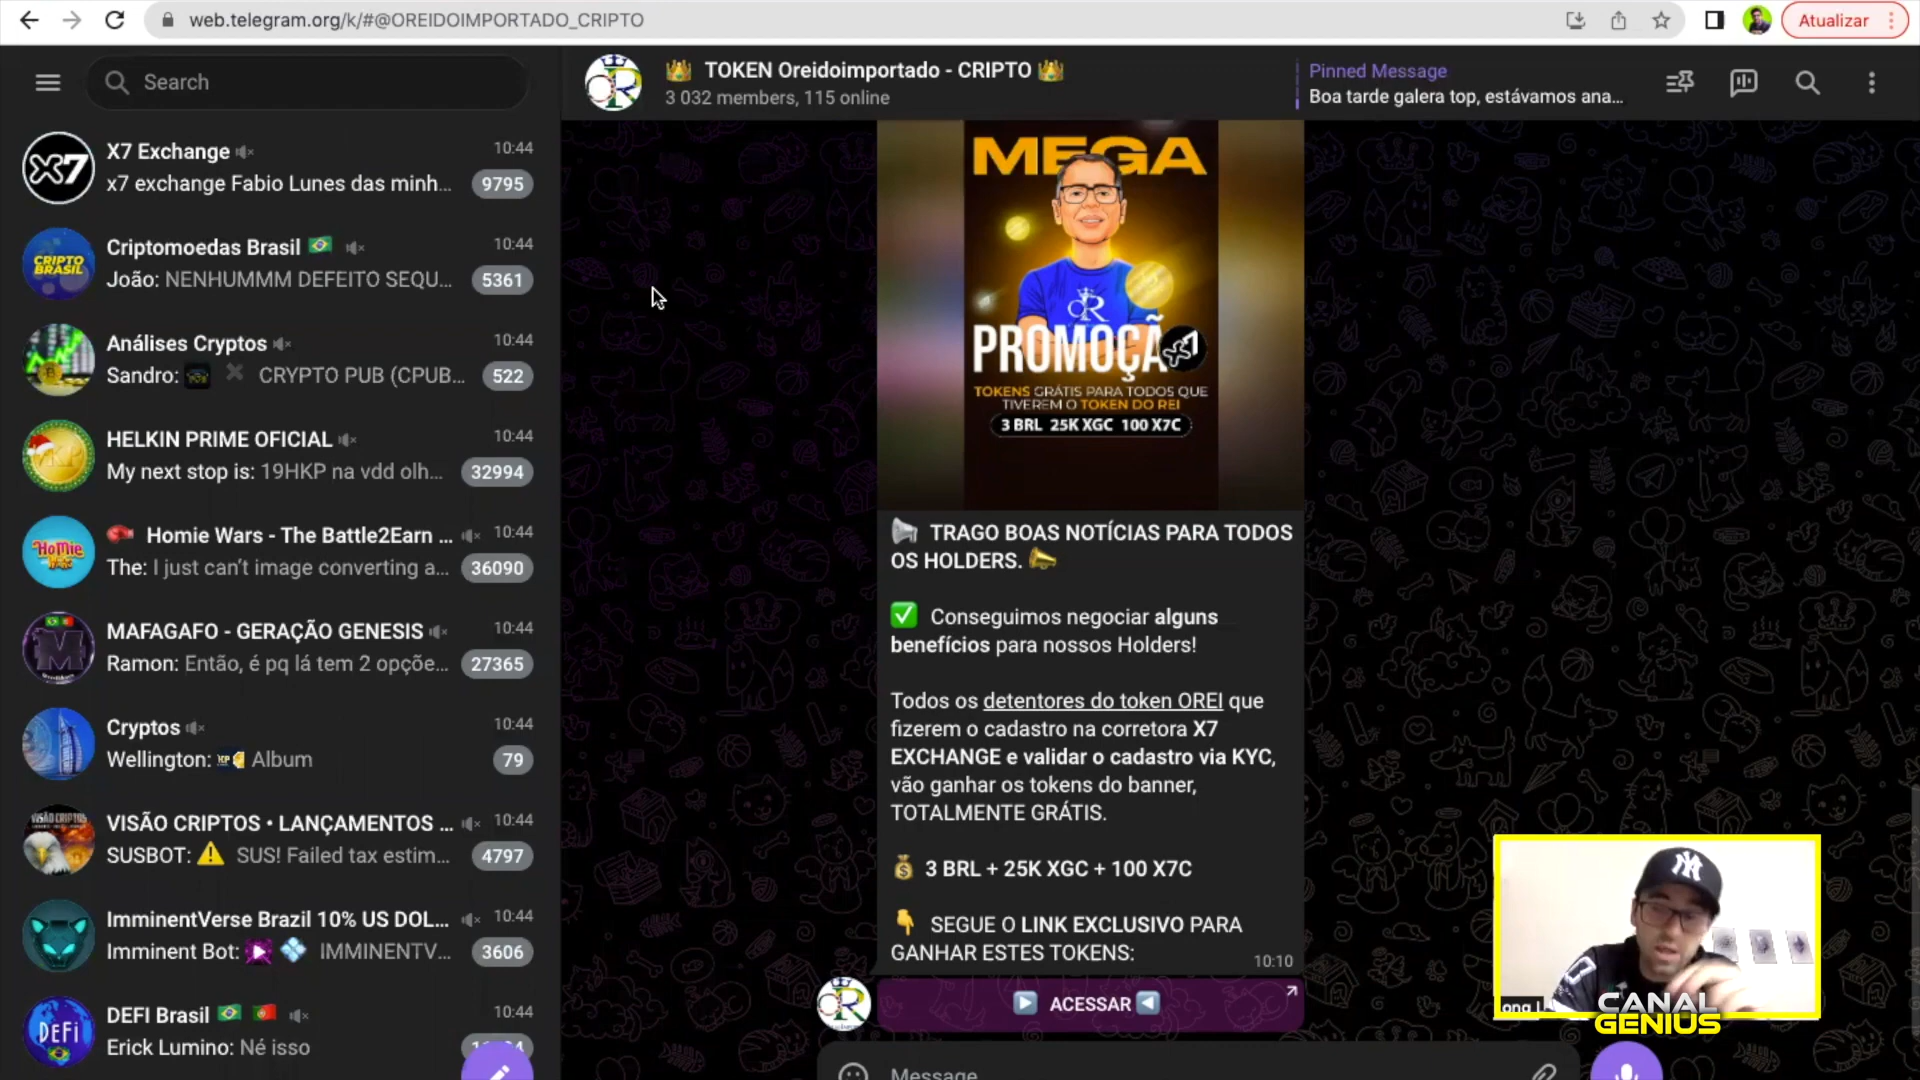 web.telegram.org/k/#@OREIDOIMPORTADO_CRIPTO
Atualizar
Search
X7 Exchange
10:44
x7 exchange Fabio Lunes das minh...
9795
Criptomoedas Brasil
10:44
João: NENHUMMM DEFEITO SEQU...
5361
Análises Cryptos
10:44
Sandro: CRYPTO PUB (CPUB...
522
HELKIN PRIME OFICIAL
10:44
My next stop is: 19HKP na vdd olh...
32994
Homie Wars - The Battle2Earn ...
10:44
The: I just can't image converting a...
36090
MAFAGAFO - GERAÇÃO GENESIS
10:44
Ramon: Então, é pq lá tem 2 opçõe...
27365
Cryptos
10:44
Wellington: Album
79
VISÃO CRIPTOS • LANÇAMENTOS ...
10:44
SUSBOT: SUS! Failed tax estim...
4797
ImminentVerse Brazil 10% US DOL...
10:44
Imminent Bot: IMMINENTV...
3606
DEFI Brasil
10:44
Erick Lumino: Né isso
X7
CRIPTO
BRASIL
HOMIE
WARS
M
VISÃO CRIPTOS
DEFI
TOKEN Oreidoimportado - CRIPTO
3 032 members, 115 online
Pinned Message
Boa tarde galera top, estávamos ana...
MEGA
PROMOÇÃ
TOKENS GRÁTIS PARA TODOS QUE
TIVEREM O TOKEN DO REI
3 BRL 25K XGC 100 X7C
TRAGO BOAS NOTÍCIAS PARA TODOS
OS HOLDERS.
Conseguimos negociar alguns
benefícios para nossos Holders!
Todos os detentores do token OREI que
fizerem o cadastro na corretora X7
EXCHANGE e validar o cadastro via KYC,
vão ganhar os tokens do banner,
TOTALMENTE GRÁTIS.
3 BRL + 25K XGC + 100 X7C
SEGUE O LINK EXCLUSIVO PARA
GANHAR ESTES TOKENS:
10:10
ACESSAR
Message
CANAL
GENIUS